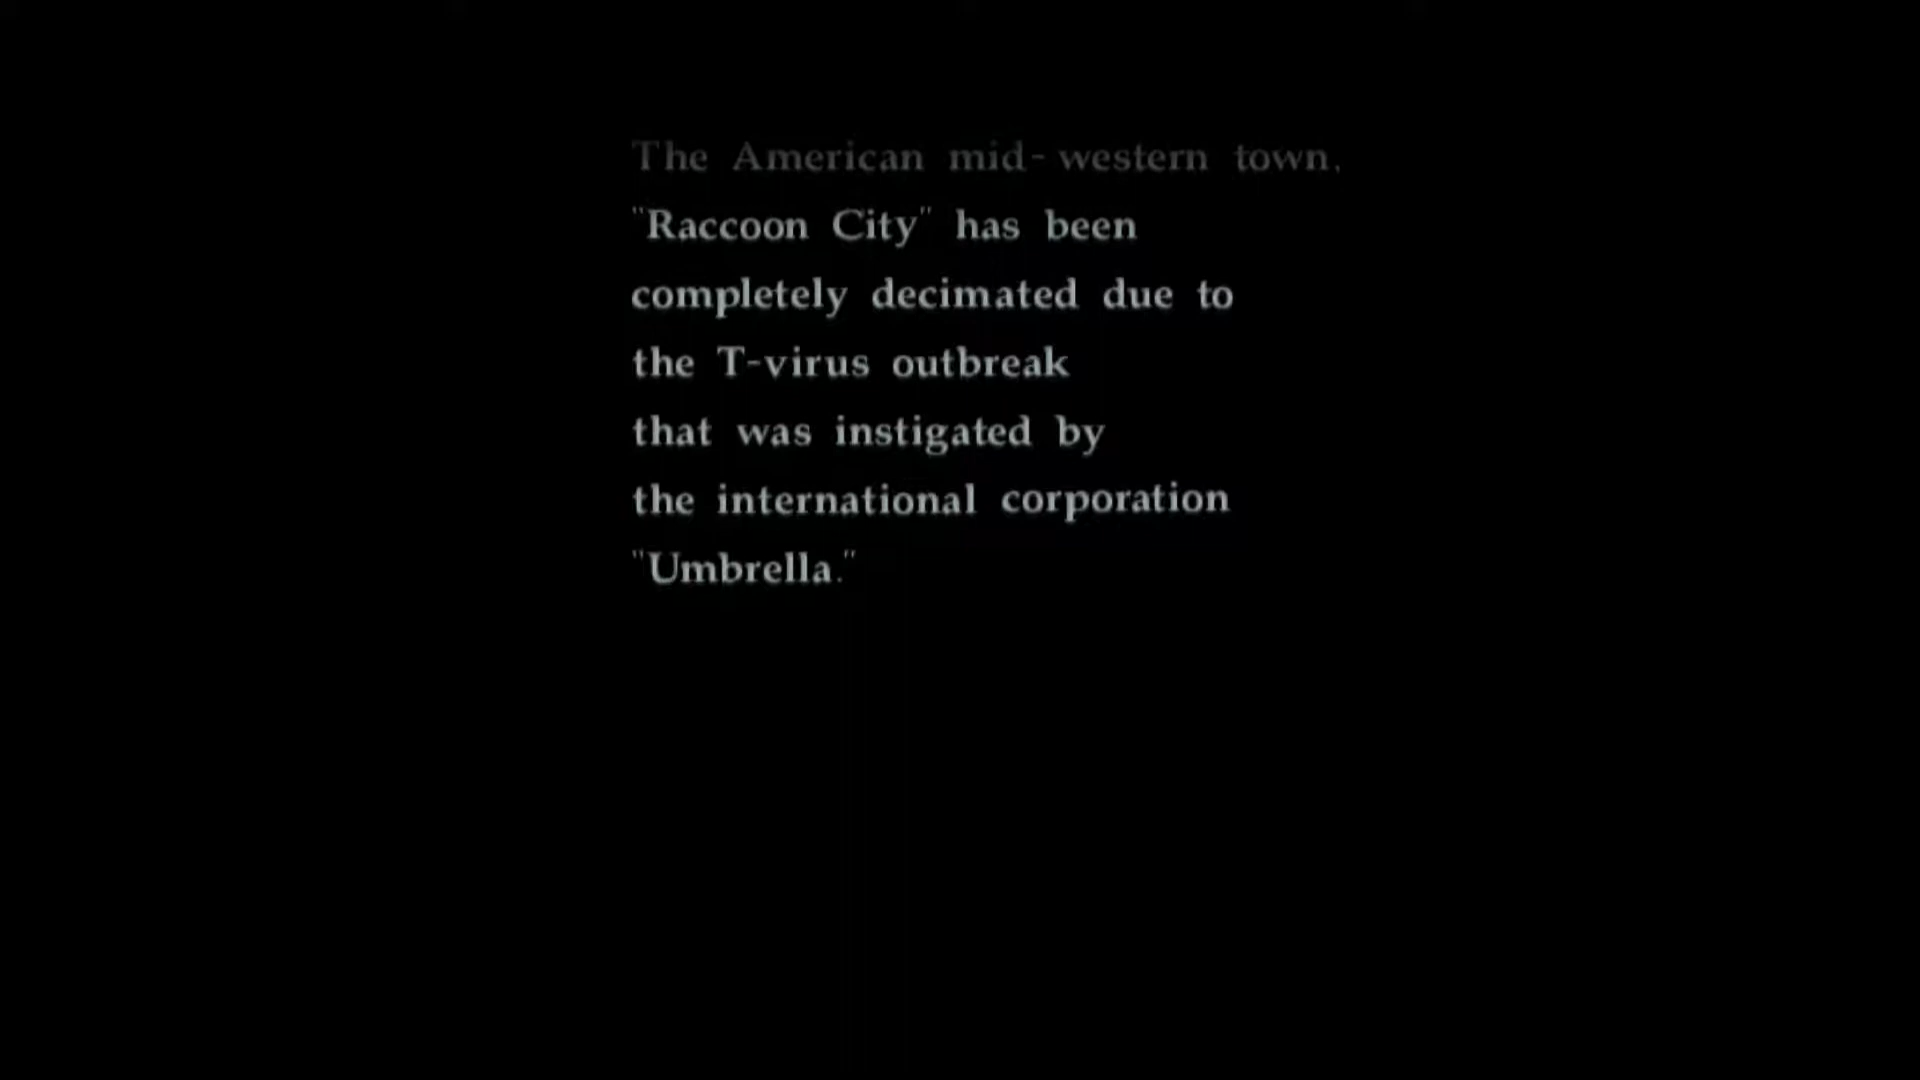 The American mid-western town,
"Raccoon City" has been
completely decimated due to
the T-virus outbreak
that was instigated by
the international corporation
"Umbrella."